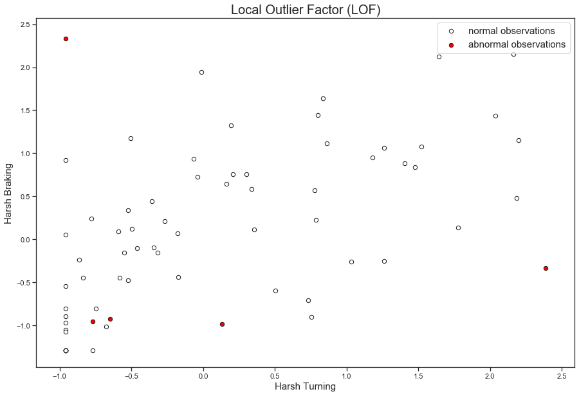 Local Outlier Factor (LOF)
normal observations
abnormal observations
2.5
2.0
1.5
1.0
0.5
0.0
−0.5
−1.0
Harsh Braking
−1.0 −0.5 0.0 0.5 1.0 1.5 2.0 2.5
Harsh Turning